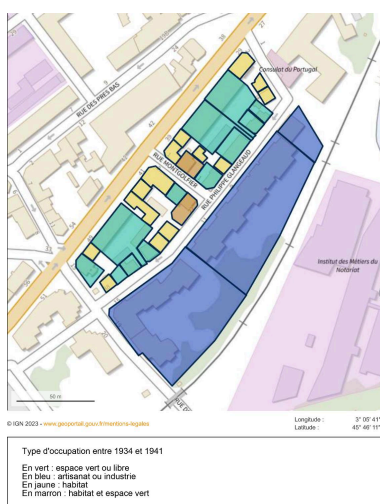 Consulat du Portugal
RUE DES PRES BAS
RUE MONTGOLFIER
RUE PHILIPPE GLANGEAUD
Institut des Métiers du
Notariat
50 m
© IGN 2023 - www.geoportail.gouv.fr/mentions-legales
Longitude : 3° 05' 41"
Latitude : 45° 46' 11"
Type d'occupation entre 1934 et 1941
En vert : espace vert ou libre
En bleu : artisanat ou industrie
En jaune : habitat
En marron : habitat et espace vert